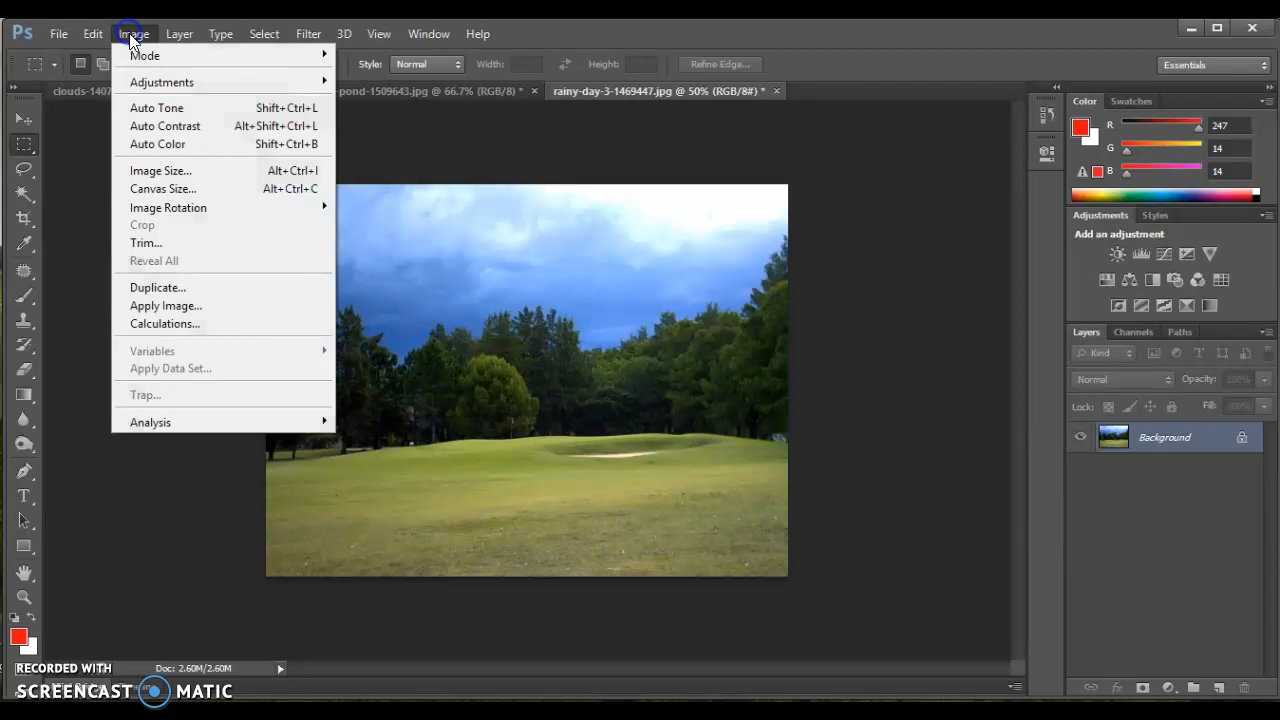 Ps File Edit Image Layer Type Select Filter 3D View Window Help
Style: Normal Width: Height: Refine Edge... Essentials
clouds-1407 -pond-1509643.jpg @ 66.7% (RGB/8) * × rainy-day-3-1469447.jpg @ 50% (RGB/8#) * ×
Mode
Adjustments
Auto Tone Shift+Ctrl+L
Auto Contrast Alt+Shift+Ctrl+L
Auto Color Shift+Ctrl+B
Image Size... Alt+Ctrl+I
Canvas Size... Alt+Ctrl+C
Image Rotation
Crop
Trim...
Reveal All
Duplicate...
Apply Image...
Calculations...
Variables
Apply Data Set...
Trap...
Analysis
Color Swatches
R 247
G 14
B 14
Adjustments Styles
Add an adjustment
Layers Channels Paths
Kind
Normal Opacity: 100%
Lock: Fill: 100%
Background
Doc: 2.60M/2.60M
RECORDED WITH
SCREENCAST MATIC